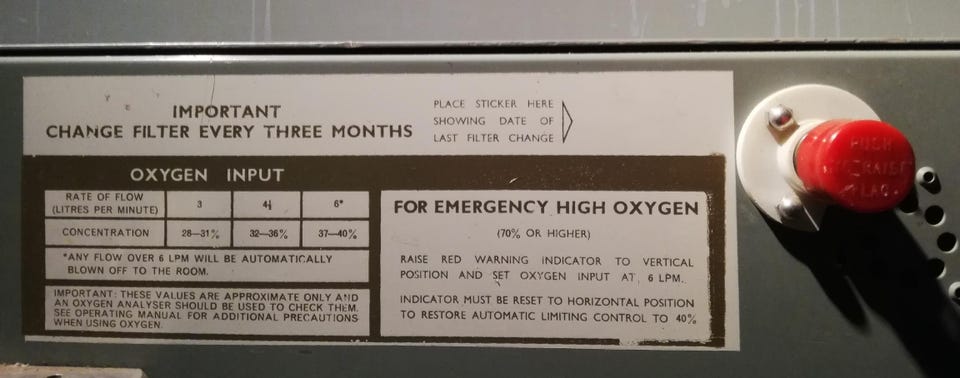 IMPORTANT
CHANGE FILTER EVERY THREE MONTHS
PLACE STICKER HERE
SHOWING DATE OF
LAST FILTER CHANGE
OXYGEN INPUT
RATE OF FLOW
(LITRES PER MINUTE) 3 4½ 6*
CONCENTRATION 28–31% 32–36% 37–40%
*ANY FLOW OVER 6 LPM WILL BE AUTOMATICALLY
BLOWN OFF TO THE ROOM.
IMPORTANT: THESE VALUES ARE APPROXIMATE ONLY AND
AN OXYGEN ANALYSER SHOULD BE USED TO CHECK THEM.
SEE OPERATING MANUAL FOR ADDITIONAL PRECAUTIONS
WHEN USING OXYGEN.
FOR EMERGENCY HIGH OXYGEN
(70% OR HIGHER)
RAISE RED WARNING INDICATOR TO VERTICAL
POSITION AND SET OXYGEN INPUT AT 6 LPM.
INDICATOR MUST BE RESET TO HORIZONTAL POSITION
TO RESTORE AUTOMATIC LIMITING CONTROL TO 40%
PUSH
RAISE
FLAG